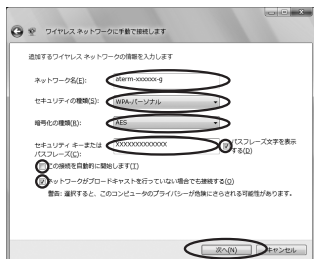 ワイヤレス ネットワークに手動で接続します
追加するワイヤレス ネットワークの情報を入力します
ネットワーク名(E):
aterm-xxxxxx-g
セキュリティの種類(S):
WPA-パーソナル
暗号化の種類(R):
AES
セキュリティ キーまたは
パスフレーズ(C):
XXXXXXXXXXXXX
パスフレーズ文字を表示
する(D)
この接続を自動的に開始します(T)
ネットワークがブロードキャストを行っていない場合でも接続する(O)
警告: 選択すると、このコンピュータのプライバシーが危険にさらされる可能性があります。
次へ(N)
キャンセル